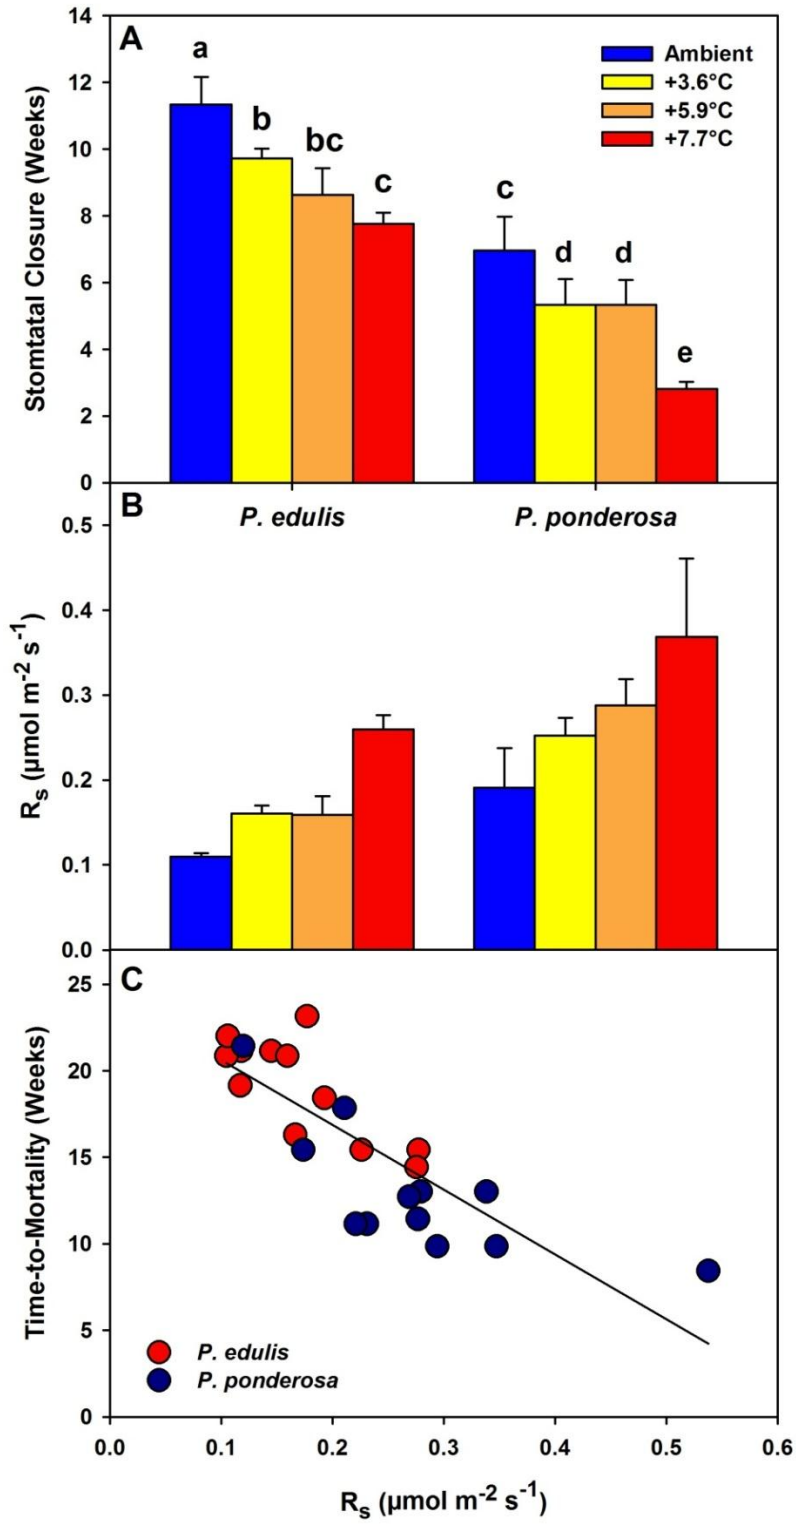 A
14
12
10
8
6
4
2
0
Stomtatal Closure (Weeks)
a
b
bc
c
c
d
d
e
Ambient
+3.6°C
+5.9°C
+7.7°C
B
P. edulis
P. ponderosa
0.5
0.4
0.3
0.2
0.1
0.0
Rs (µmol m-2 s-1)
C
25
20
15
10
5
0
Time-to-Mortality (Weeks)
P. edulis
P. ponderosa
0.0 0.1 0.2 0.3 0.4 0.5 0.6
Rs (µmol m-2 s-1)